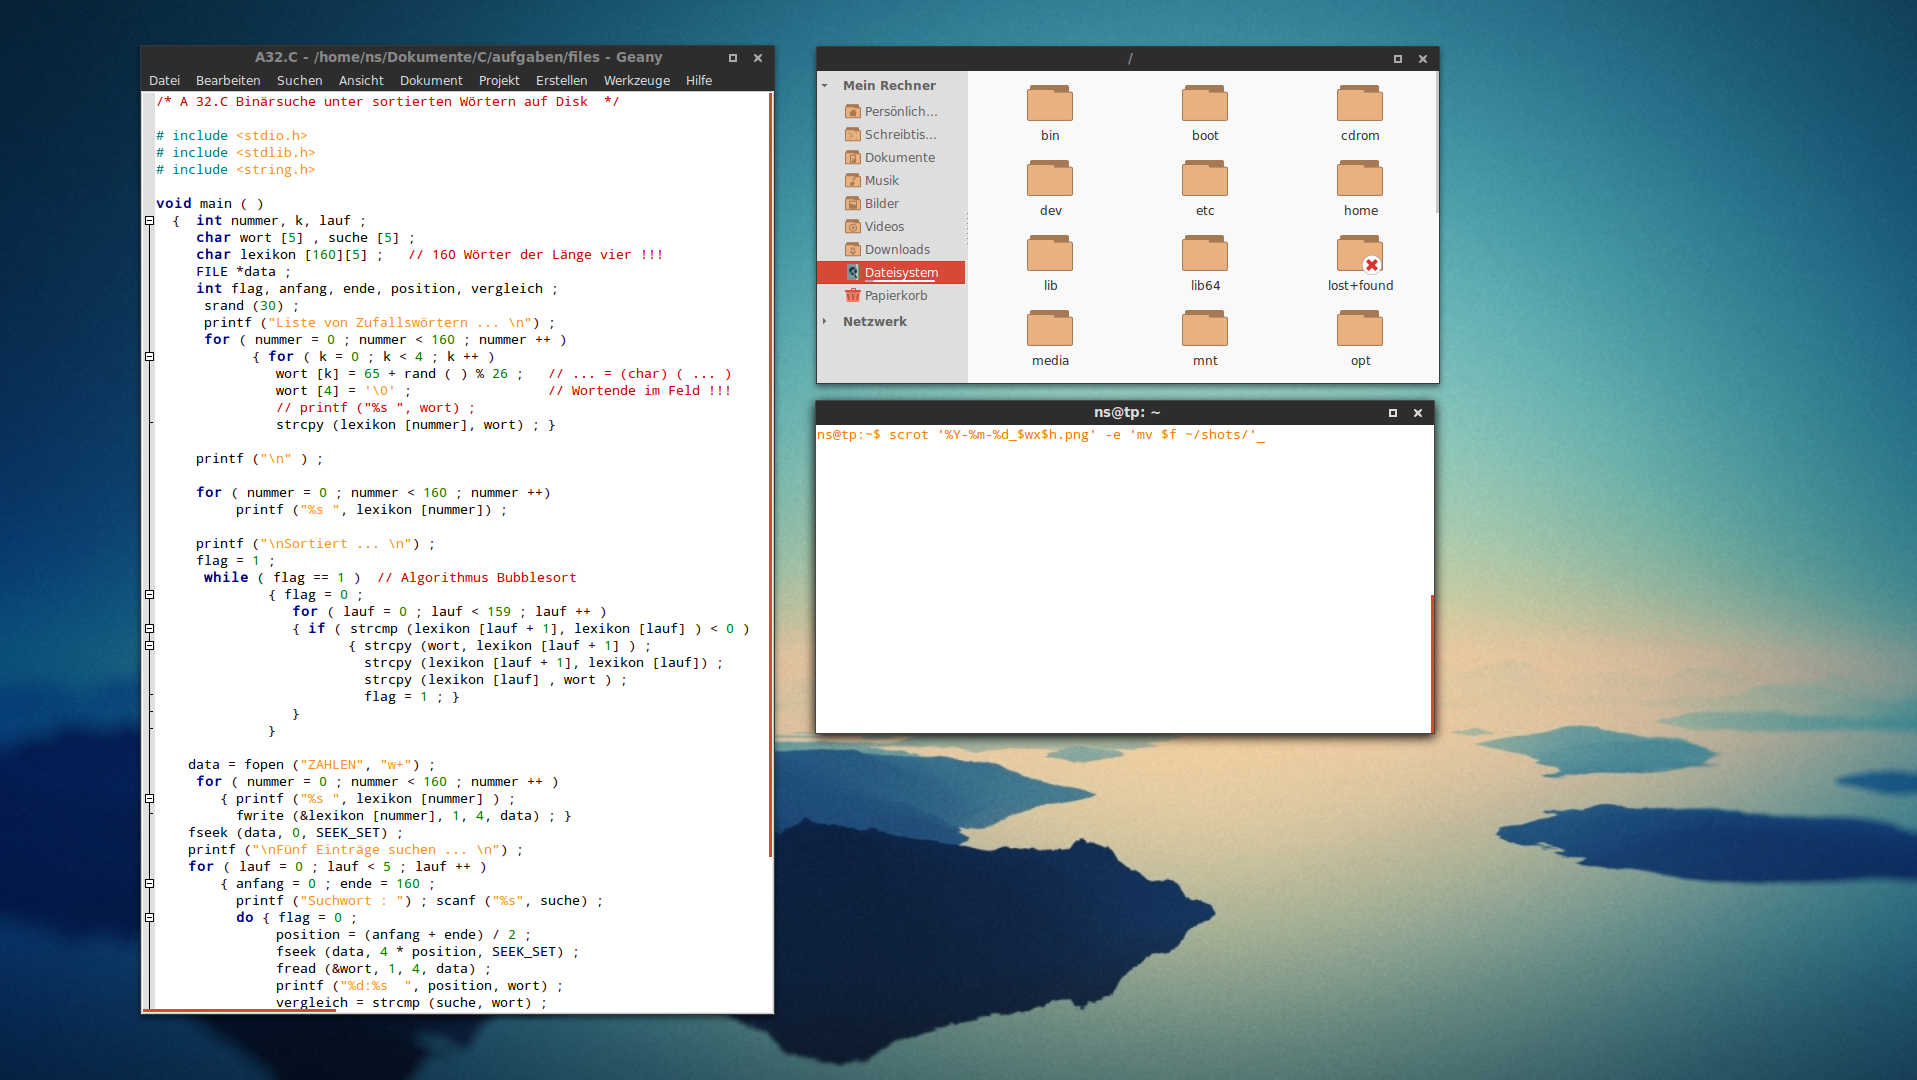 A32.C - /home/ns/Dokumente/C/aufgaben/files - Geany
Datei Bearbeiten Suchen Ansicht Dokument Projekt Erstellen Werkzeuge Hilfe
/* A 32.C Binärsuche unter sortierten Wörtern auf Disk  */
# include <stdio.h>
# include <stdlib.h>
# include <string.h>
void main ( )
{  int nummer, k, lauf ;
char wort [5] , suche [5] ;
char lexikon [160][5] ;   // 160 Wörter der Länge vier !!!
FILE *data ;
int flag, anfang, ende, position, vergleich ;
srand (30) ;
printf ("Liste von Zufallswörtern ... \n") ;
for ( nummer = 0 ; nummer < 160 ; nummer ++ )
{ for ( k = 0 ; k < 4 ; k ++ )
wort [k] = 65 + rand ( ) % 26 ;   // ... = (char) ( ... )
wort [4] = '\0' ;                 // Wortende im Feld !!!
// printf ("%s ", wort) ;
strcpy (lexikon [nummer], wort) ; }
printf ("\n" ) ;
for ( nummer = 0 ; nummer < 160 ; nummer ++)
printf ("%s ", lexikon [nummer]) ;
printf ("\nSortiert ... \n") ;
flag = 1 ;
while ( flag == 1 )  // Algorithmus Bubblesort
{ flag = 0 ;
for ( lauf = 0 ; lauf < 159 ; lauf ++ )
{ if ( strcmp (lexikon [lauf + 1], lexikon [lauf] ) < 0 )
{ strcpy (wort, lexikon [lauf + 1] ) ;
strcpy (lexikon [lauf + 1], lexikon [lauf]) ;
strcpy (lexikon [lauf] , wort ) ;
flag = 1 ; }
}
}
data = fopen ("ZAHLEN", "w+") ;
for ( nummer = 0 ; nummer < 160 ; nummer ++ )
{ printf ("%s ", lexikon [nummer] ) ;
fwrite (&lexikon [nummer], 1, 4, data) ; }
fseek (data, 0, SEEK_SET) ;
printf ("\nFünf Einträge suchen ... \n") ;
for ( lauf = 0 ; lauf < 5 ; lauf ++ )
{ anfang = 0 ; ende = 160 ;
printf ("Suchwort : ") ; scanf ("%s", suche) ;
do { flag = 0 ;
position = (anfang + ende) / 2 ;
fseek (data, 4 * position, SEEK_SET) ;
fread (&wort, 1, 4, data) ;
printf ("%d:%s  ", position, wort) ;
vergleich = strcmp (suche, wort) ;
/
Mein Rechner
Persönlich...
Schreibtis...
Dokumente
Musik
Bilder
Videos
Downloads
Dateisystem
Papierkorb
Netzwerk
bin boot cdrom
dev etc home
lib lib64 lost+found
media mnt opt
ns@tp: ~
ns@tp:~$ scrot '%Y-%m-%d_$wx$h.png' -e 'mv $f ~/shots/'_